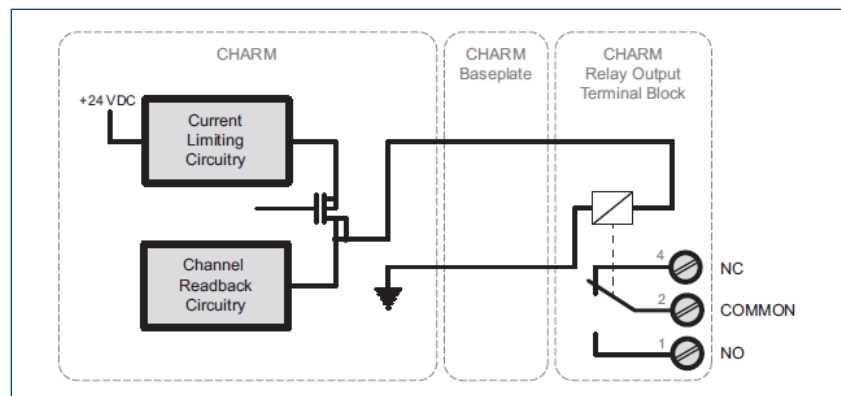 CHARM
CHARM
Baseplate
CHARM
Relay Output
Terminal Block
+24 VDC
Current
Limiting
Circuitry
Channel
Readback
Circuitry
4
NC
2
COMMON
1
NO